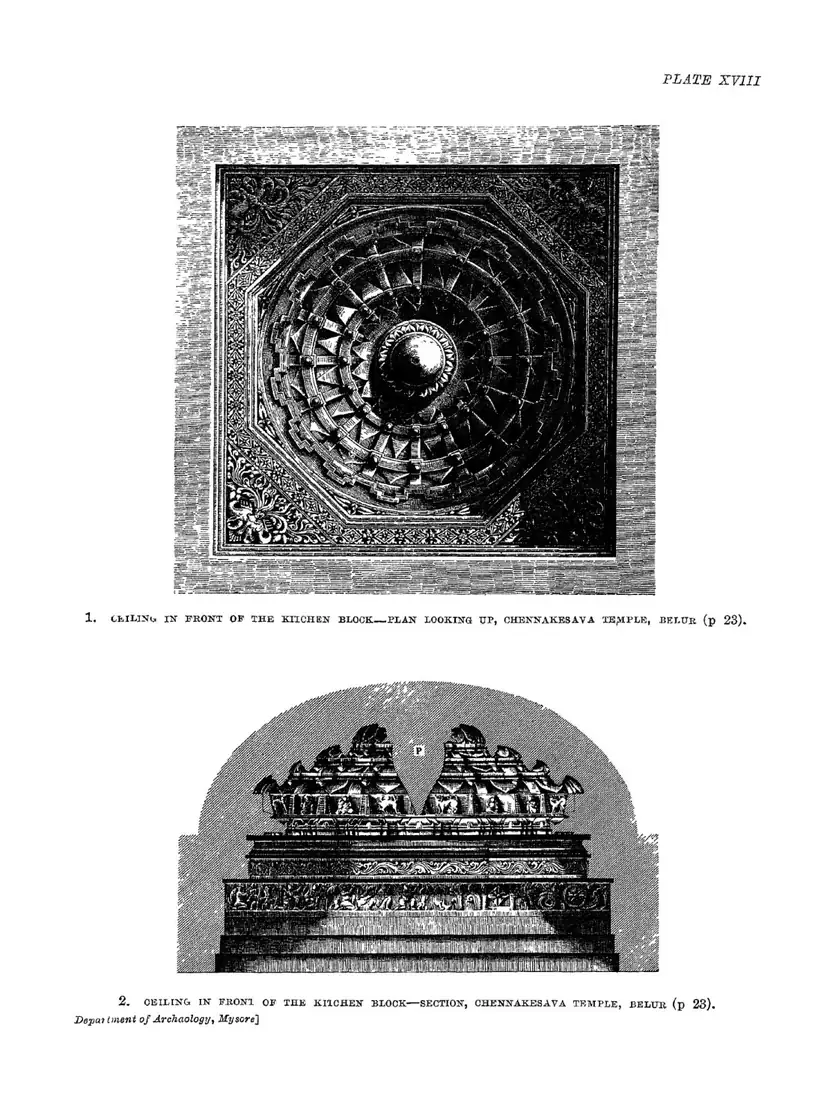 PLATE XVIII
P
1. CEILING IN FRONT OF THE KITCHEN BLOCK—PLAN LOOKING UP, CHENNAKESAVA TEMPLE, BELUR (p 23).
2. CEILING IN FRONT OF THE KITCHEN BLOCK—SECTION, CHENNAKESAVA TEMPLE, BELUR (p 23).
Department of Archaology, Mysore]